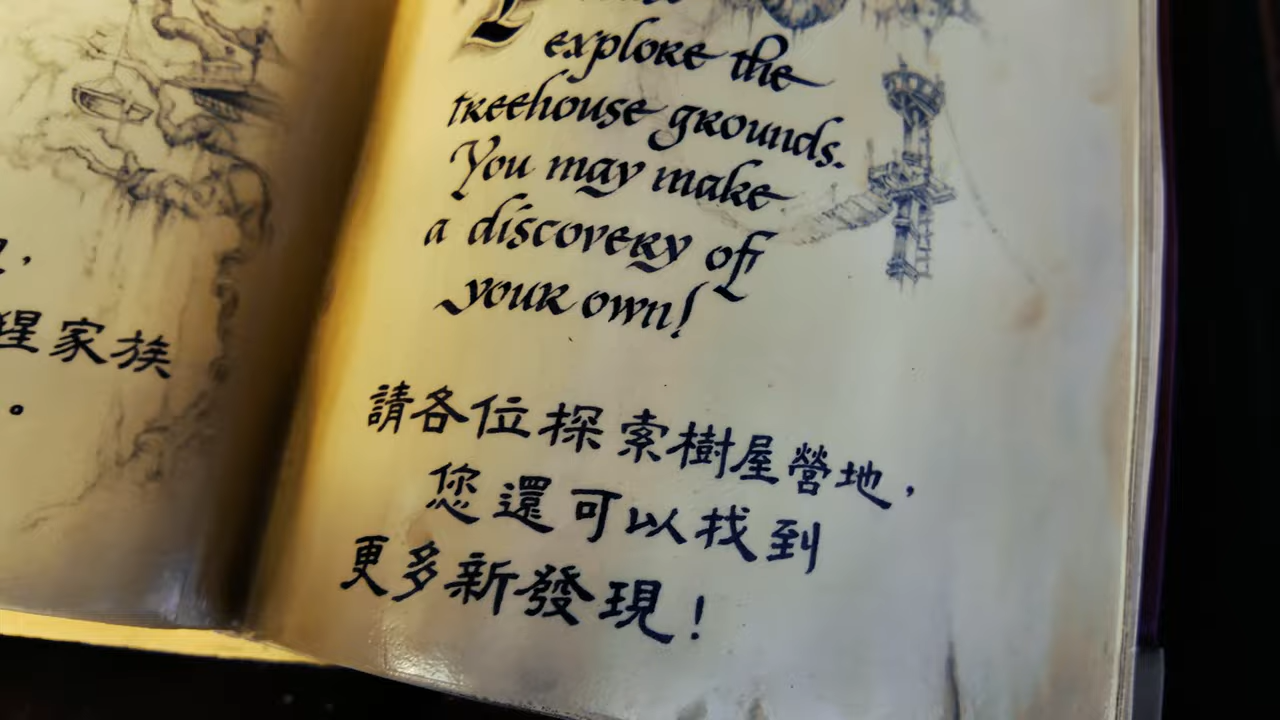 猩家族
。
explore the
treehouse grounds.
You may make
a discovery of
your own!
請各位探索樹屋營地，
您還可以找到
更多新發現！